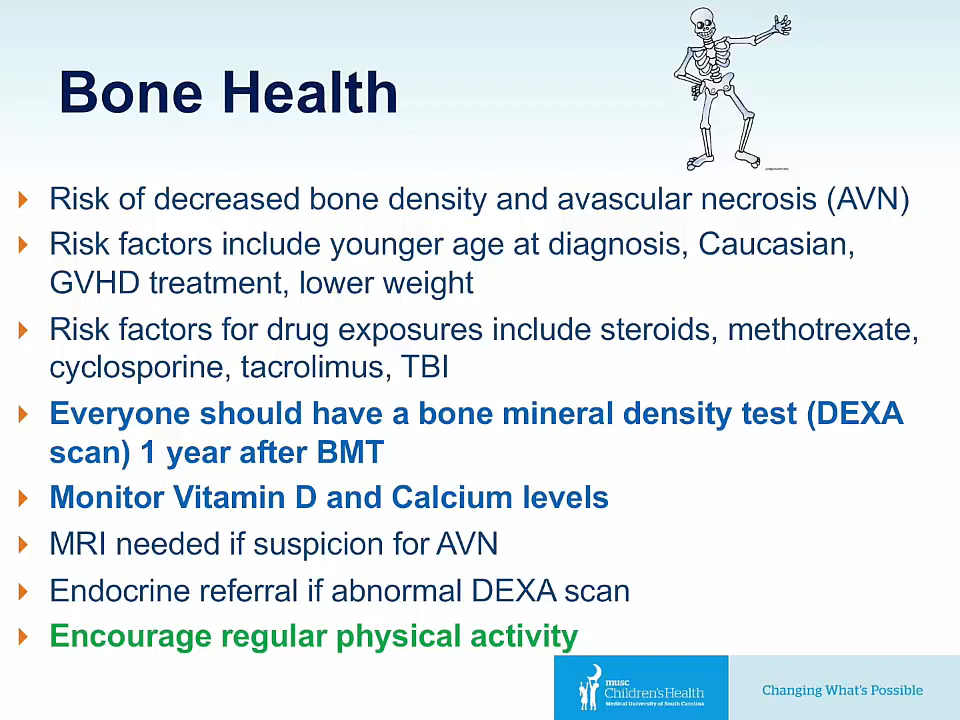 Bone Health
Risk of decreased bone density and avascular necrosis (AVN)
Risk factors include younger age at diagnosis, Caucasian,
GVHD treatment, lower weight
Risk factors for drug exposures include steroids, methotrexate,
cyclosporine, tacrolimus, TBI
Everyone should have a bone mineral density test (DEXA
scan) 1 year after BMT
Monitor Vitamin D and Calcium levels
MRI needed if suspicion for AVN
Endocrine referral if abnormal DEXA scan
Encourage regular physical activity
musc
Children's Health
Medical University of South Carolina
Changing What's Possible